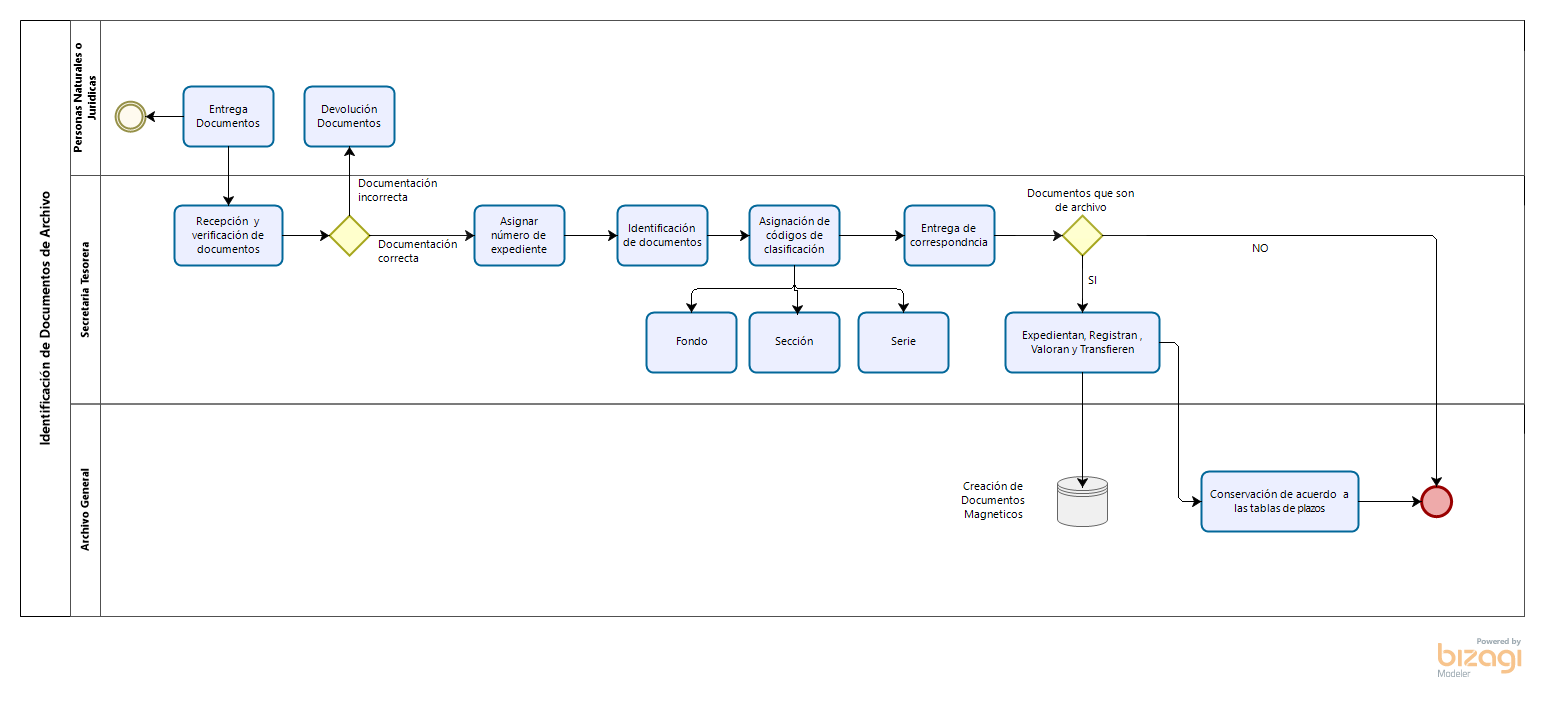 Identificación de Documentos de Archivo
Personas Naturales o
Jurídicas
Entrega
Documentos
Devolución
Documentos
Secretaria Tesorera
Documentación
incorrecta
Recepción y
verificación de
documentos
Documentación
correcta
Asignar
número de
expediente
Identificación
de documentos
Asignación de
códigos de
clasificación
Entrega de
correspondncia
Documentos que son
de archivo
NO
SI
Fondo
Sección
Serie
Expedientan, Registran ,
Valoran y Transfieren
Archivo General
Creación de
Documentos
Magneticos
Conservación de acuerdo a
las tablas de plazos
Powered by
bizagi
Modeler